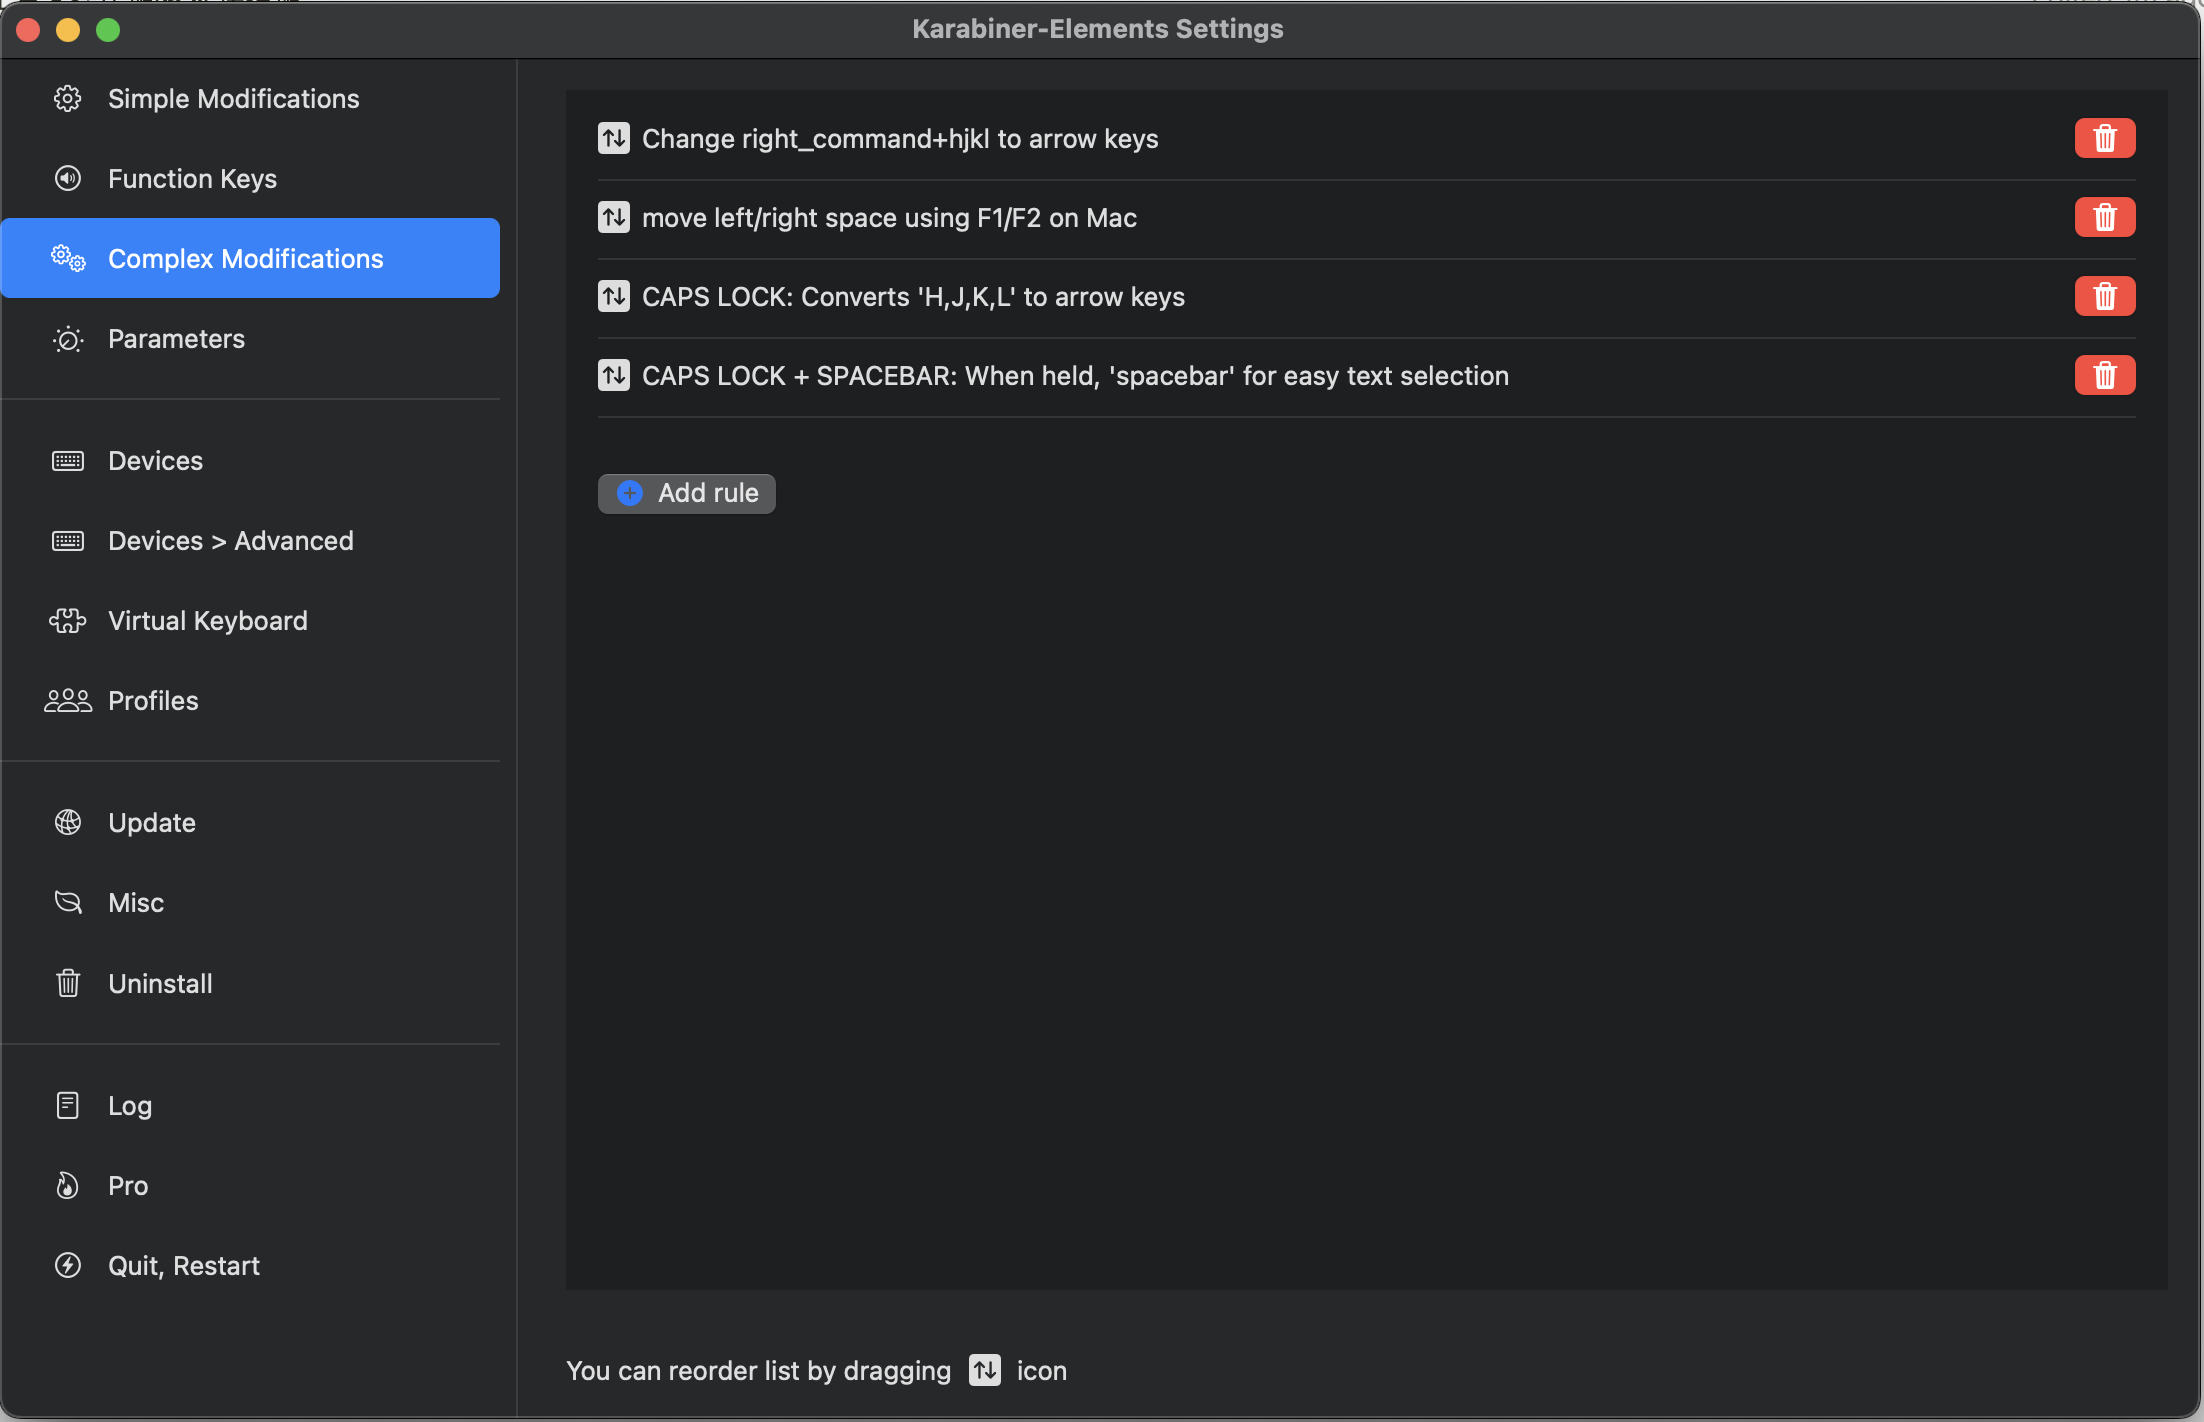 Karabiner-Elements Settings
Simple Modifications
Function Keys
Complex Modifications
Parameters
Devices
Devices > Advanced
Virtual Keyboard
Profiles
Update
Misc
Uninstall
Log
Pro
Quit, Restart
Change right_command+hjkl to arrow keys
move left/right space using F1/F2 on Mac
CAPS LOCK: Converts 'H,J,K,L' to arrow keys
CAPS LOCK + SPACEBAR: When held, 'spacebar' for easy text selection
Add rule
You can reorder list by dragging icon